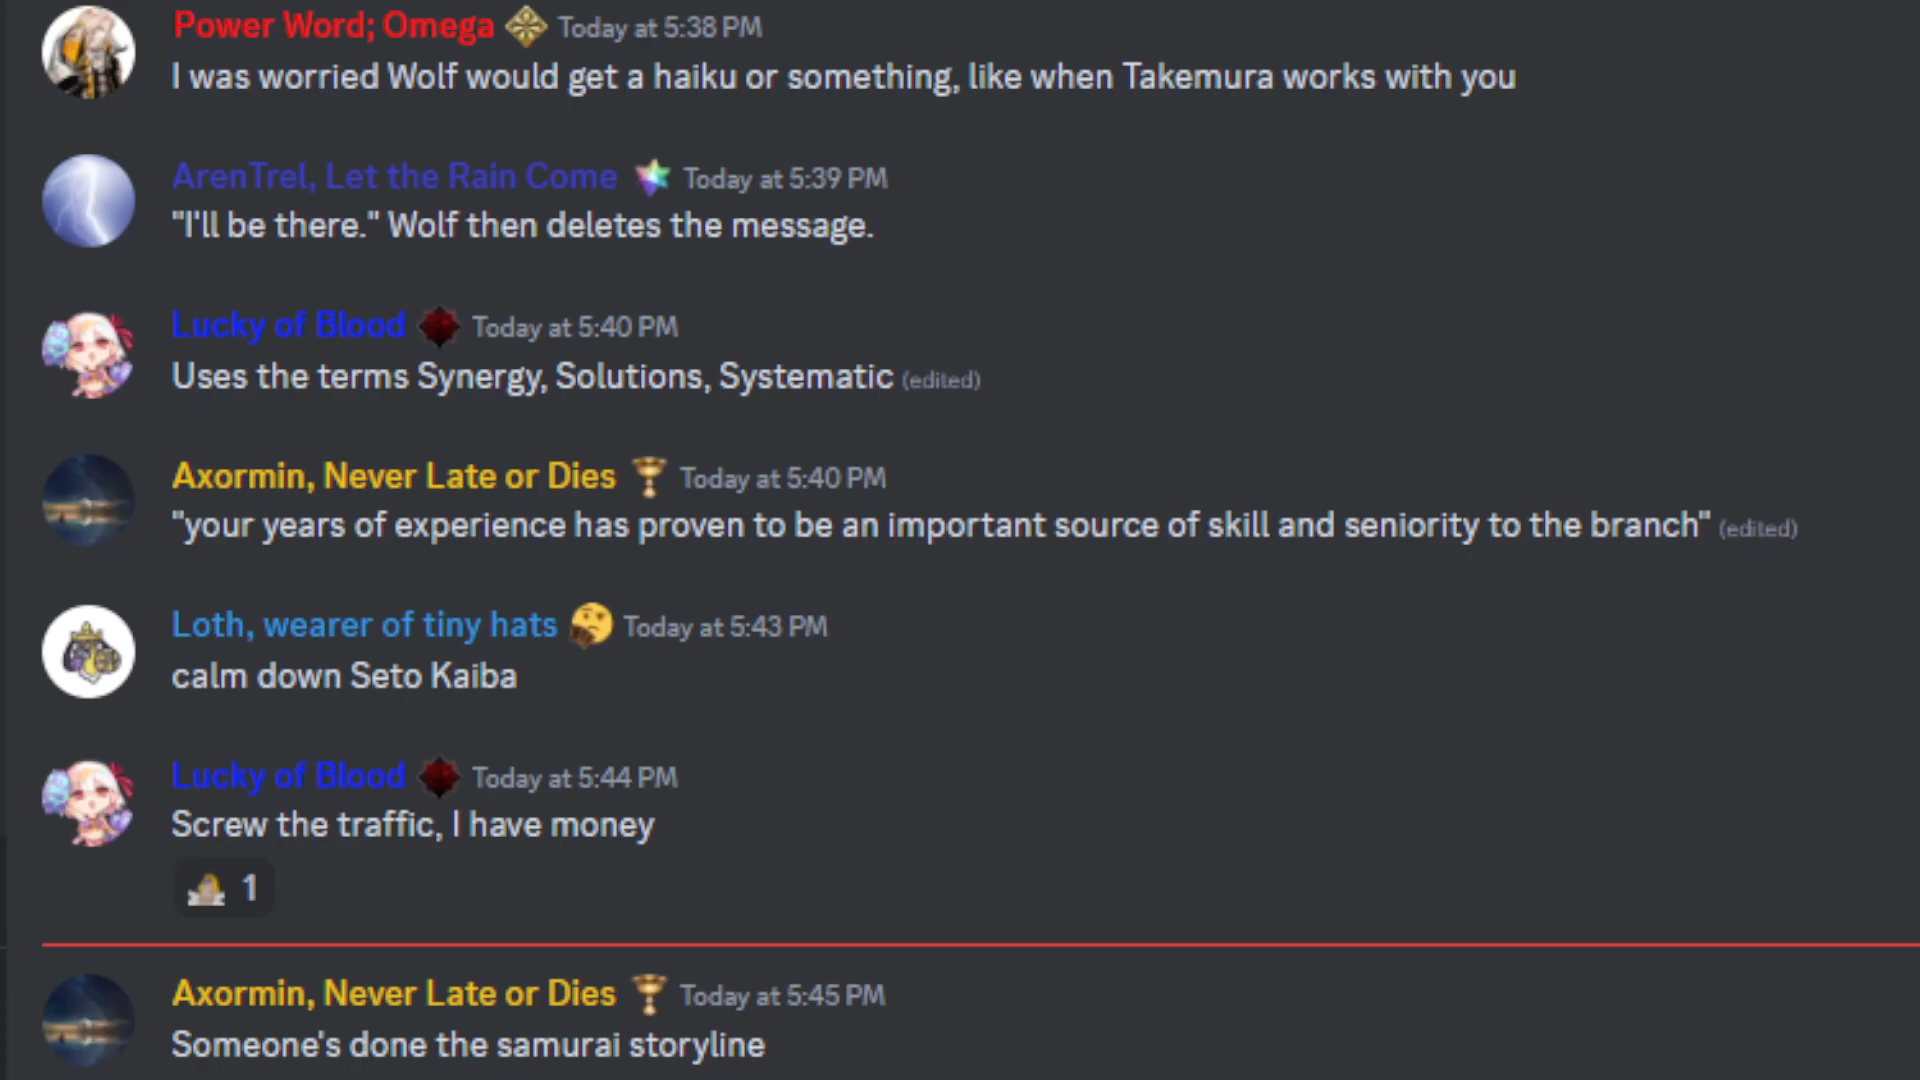 Power Word; Omega Today at 5:38 PM
I was worried Wolf would get a haiku or something, like when Takemura works with you
ArenTrel, Let the Rain Come Today at 5:39 PM
"I'll be there." Wolf then deletes the message.
Lucky of Blood Today at 5:40 PM
Uses the terms Synergy, Solutions, Systematic (edited)
Axormin, Never Late or Dies Today at 5:40 PM
"your years of experience has proven to be an important source of skill and seniority to the branch" (edited)
Loth, wearer of tiny hats Today at 5:43 PM
calm down Seto Kaiba
Lucky of Blood Today at 5:44 PM
Screw the traffic, I have money
1
Axormin, Never Late or Dies Today at 5:45 PM
Someone's done the samurai storyline